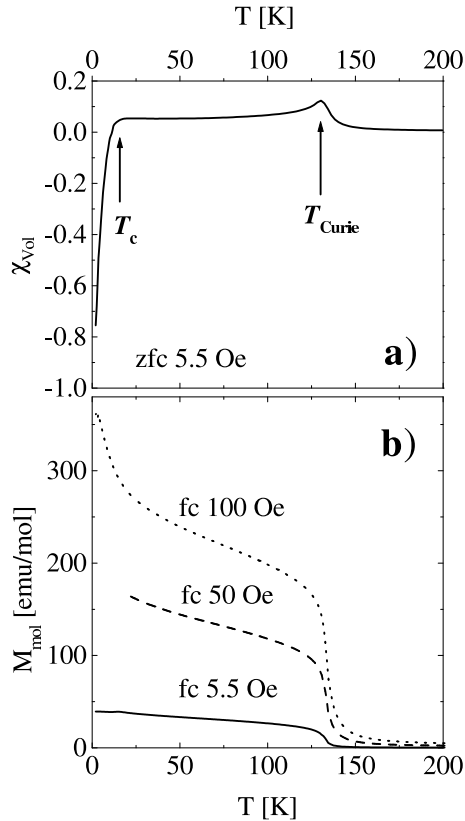 T [K]
0 50 100 150 200
0.2
0.0
-0.2
-0.4
-0.6
-0.8
-1.0
χVol
Tc
TCurie
zfc 5.5 Oe
a)
b)
300
200
100
0
Mmol [emu/mol]
fc 100 Oe
fc 50 Oe
fc 5.5 Oe
0 50 100 150 200
T [K]